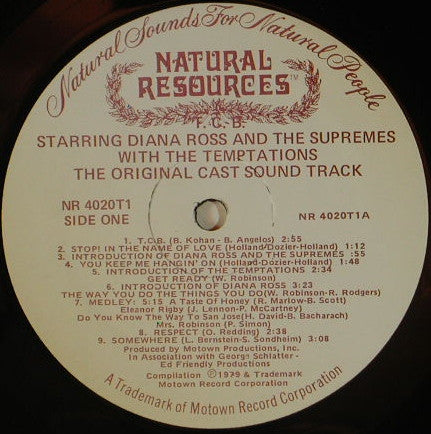 Natural Sounds For Natural People
NATURAL
RESOURCES™
T.C.B.
STARRING DIANA ROSS AND THE SUPREMES
WITH THE TEMPTATIONS
THE ORIGINAL CAST SOUND TRACK
NR 4020T1
SIDE ONE
NR 4020T1A
1. T.C.B. (B. Kohan - B. Angelos) 2:55
2. STOP! IN THE NAME OF LOVE (Holland/Dozier-Holland) 1:12
3. INTRODUCTION OF DIANA ROSS AND THE SUPREMES :55
4. YOU KEEP ME HANGIN' ON (Holland-Dozier-Holland) 1:48
5. INTRODUCTION OF THE TEMPTATIONS 2:34
GET READY (W. Robinson)
6. INTRODUCTION OF DIANA ROSS 3:23
THE WAY YOU DO THE THINGS YOU DO(W. Robinson-R. Rodgers)
7. MEDLEY: 5:15 A Taste Of Honey (R. Marlow-B. Scott)
Eleanor Rigby (J. Lennon-P. McCartney)
Do You Know The Way To San Jose(H. David-B. Bacharach)
Mrs. Robinson (P. Simon)
8. RESPECT (O. Redding) 2:38
9. SOMEWHERE (L. Bernstein-S. Sondheim) 3:08
Produced by Motown Productions, Inc.
In Association with George Schlatter -
Ed Friendly Productions
Compilation ℗1979 & Trademark
Motown Record Corporation
A Trademark of Motown Record Corporation